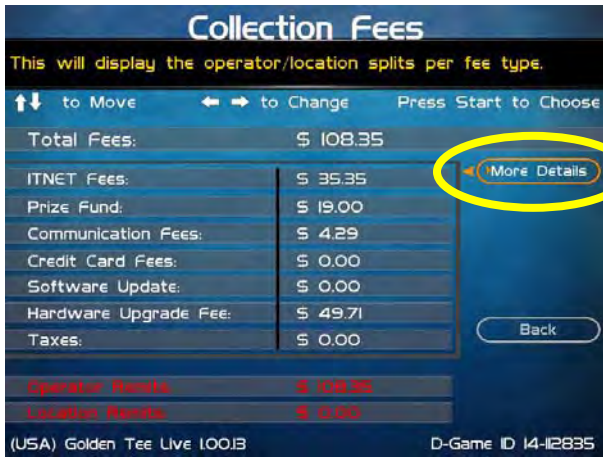 Collection Fees
This will display the operator/location splits per fee type.
↑↓ to Move ← → to Change Press Start to Choose
Total Fees: $ 108.35
More Details
ITNET Fees: $ 35.35
Prize Fund: $ 19.00
Communication Fees: $ 4.29
Credit Card Fees: $ 0.00
Software Update: $ 0.00
Hardware Upgrade Fee: $ 49.71
Taxes: $ 0.00
Back
Operator Remits: $ 108.35
Location Remits: $ 0.00
(USA) Golden Tee Live 1.00.13 D-Game ID 14-112835